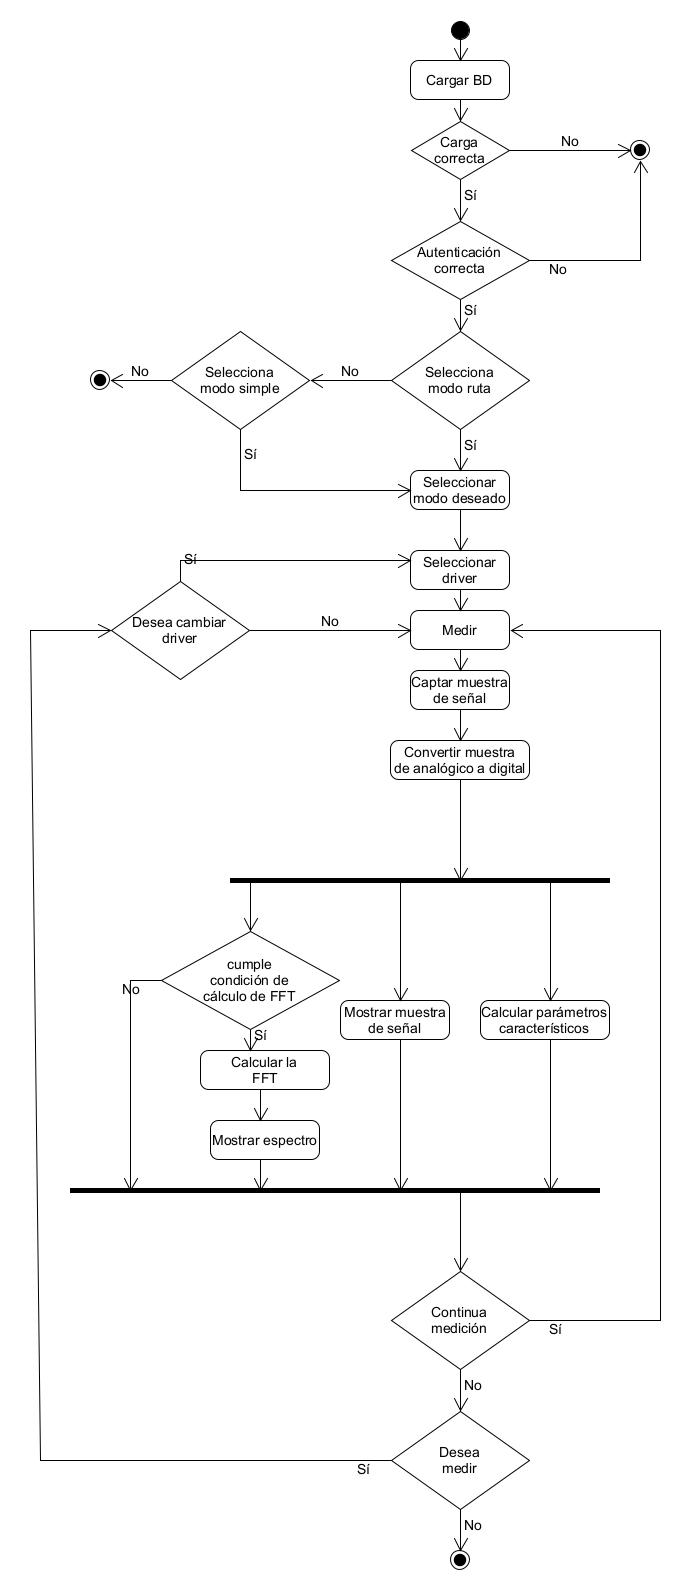 Cargar BD
Carga
correcta
No
Sí
Autenticación
correcta
No
Sí
Selecciona
modo simple
No
No
Selecciona
modo ruta
Sí
Sí
Seleccionar
modo deseado
Sí
Seleccionar
driver
Desea cambiar
driver
No
Medir
Captar muestra
de señal
Convertir muestra
de analógico a digital
cumple
condición de
cálculo de FFT
No
Sí
Mostrar muestra
de señal
Calcular parámetros
característicos
Calcular la
FFT
Mostrar espectro
Continua
medición
Sí
No
Desea
medir
Sí
No